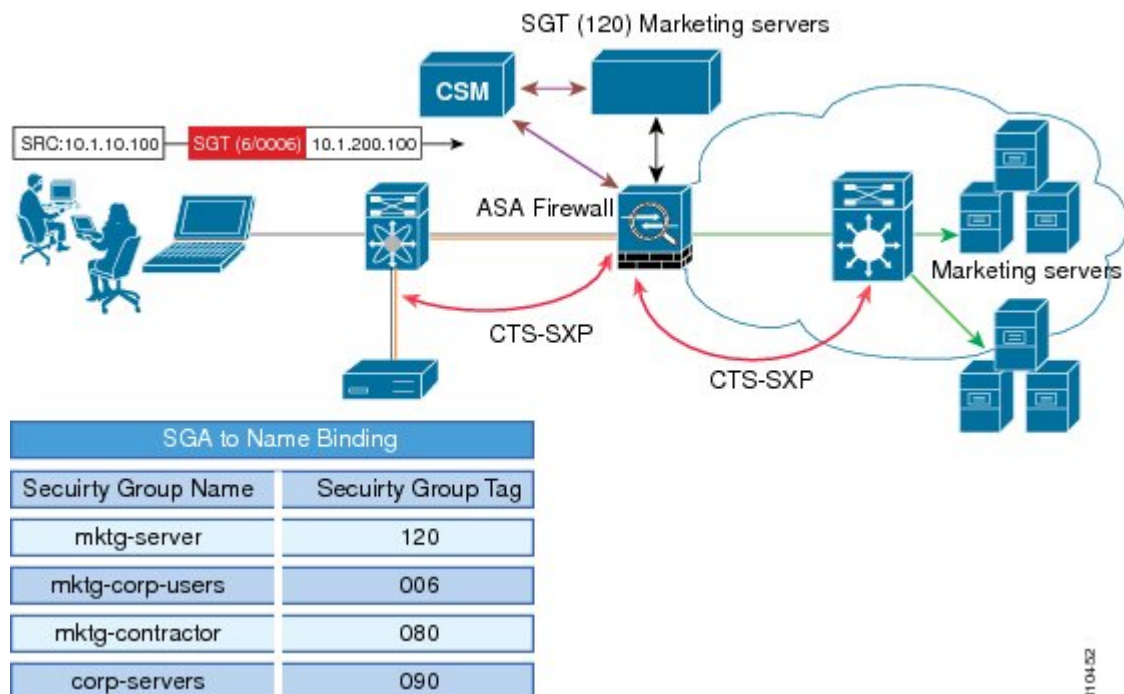 SGT (120) Marketing servers
CSM
SRC:10.1.10.100
SGT (6/0006)
10.1.200.100
ASA Firewall
Marketing servers
CTS-SXP
CTS-SXP
SGA to Name Binding
Secuirty Group Name Secuirty Group Tag
mktg-server 120
mktg-corp-users 006
mktg-contractor 080
corp-servers 090
10452